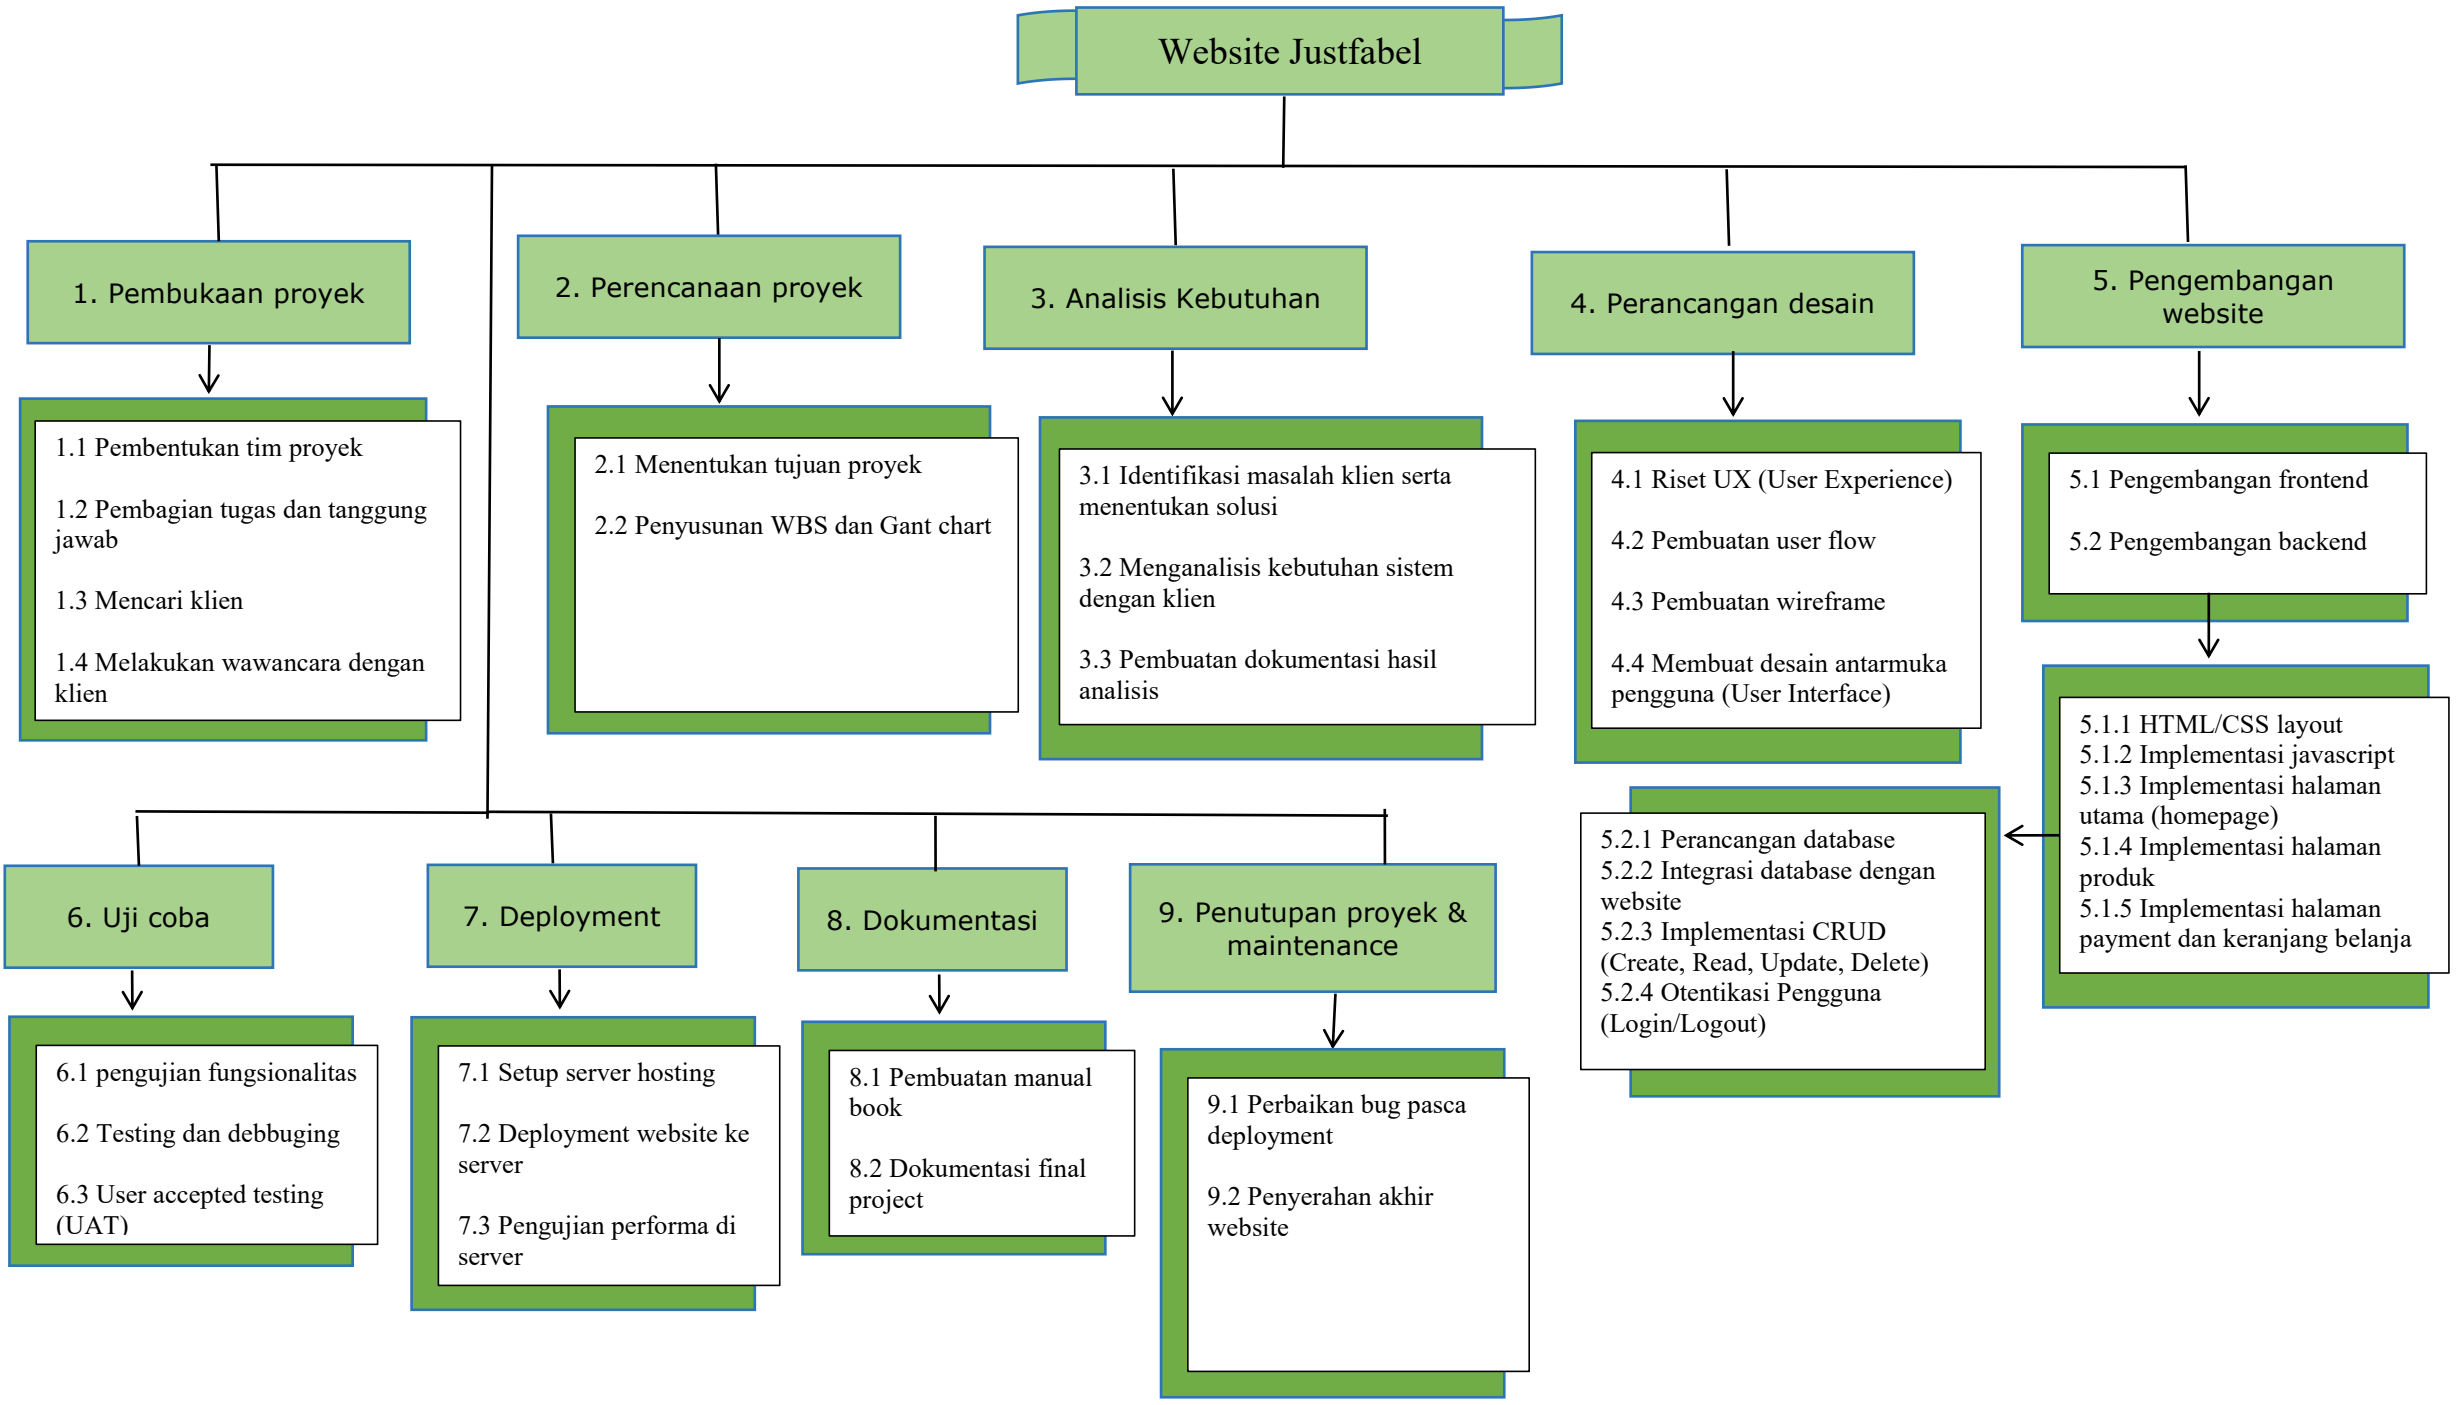 Website Justfabel
1. Pembukaan proyek
2. Perencanaan proyek
3. Analisis Kebutuhan
4. Perancangan desain
5. Pengembangan
website
1.1 Pembentukan tim proyek
1.2 Pembagian tugas dan tanggung
jawab
1.3 Mencari klien
1.4 Melakukan wawancara dengan
klien
2.1 Menentukan tujuan proyek
2.2 Penyusunan WBS dan Gant chart
3.1 Identifikasi masalah klien serta
menentukan solusi
3.2 Menganalisis kebutuhan sistem
dengan klien
3.3 Pembuatan dokumentasi hasil
analisis
4.1 Riset UX (User Experience)
4.2 Pembuatan user flow
4.3 Pembuatan wireframe
4.4 Membuat desain antarmuka
pengguna (User Interface)
5.1 Pengembangan frontend
5.2 Pengembangan backend
5.1.1 HTML/CSS layout
5.1.2 Implementasi javascript
5.1.3 Implementasi halaman
utama (homepage)
5.1.4 Implementasi halaman
produk
5.1.5 Implementasi halaman
payment dan keranjang belanja
5.2.1 Perancangan database
5.2.2 Integrasi database dengan
website
5.2.3 Implementasi CRUD
(Create, Read, Update, Delete)
5.2.4 Otentikasi Pengguna
(Login/Logout)
6. Uji coba
7. Deployment
8. Dokumentasi
9. Penutupan proyek &
maintenance
6.1 pengujian fungsionalitas
6.2 Testing dan debbuging
6.3 User accepted testing
(UAT)
7.1 Setup server hosting
7.2 Deployment website ke
server
7.3 Pengujian performa di
server
8.1 Pembuatan manual
book
8.2 Dokumentasi final
project
9.1 Perbaikan bug pasca
deployment
9.2 Penyerahan akhir
website